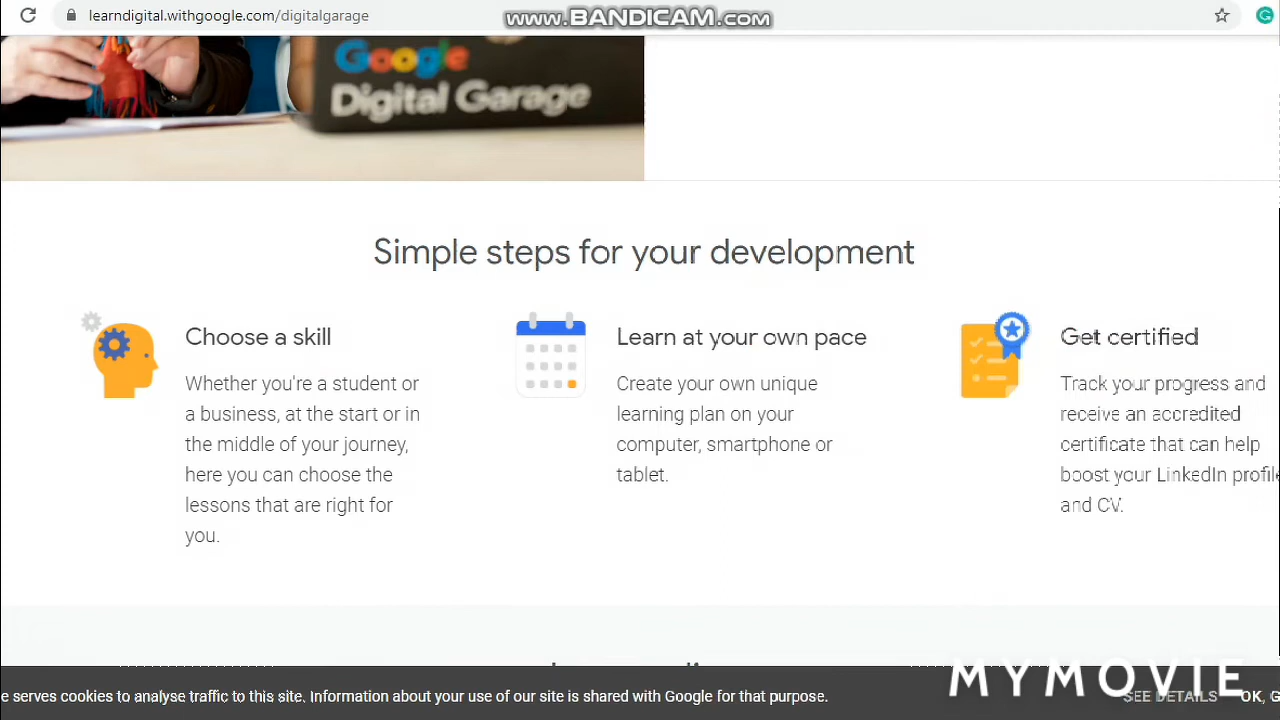 learndigital.withgoogle.com/digitalgarage
www.BANDICAM.com
Google
Digital Garage
Simple steps for your development
Choose a skill
Whether you're a student or
a business, at the start or in
the middle of your journey,
here you can choose the
lessons that are right for
you.
Learn at your own pace
Create your own unique
learning plan on your
computer, smartphone or
tablet.
Get certified
Track your progress and
receive an accredited
certificate that can help
boost your LinkedIn profile
and CV.
e serves cookies to analyse traffic to this site. Information about your use of our site is shared with Google for that purpose.
SEE DETAILS
OK, G
MYMOVIE